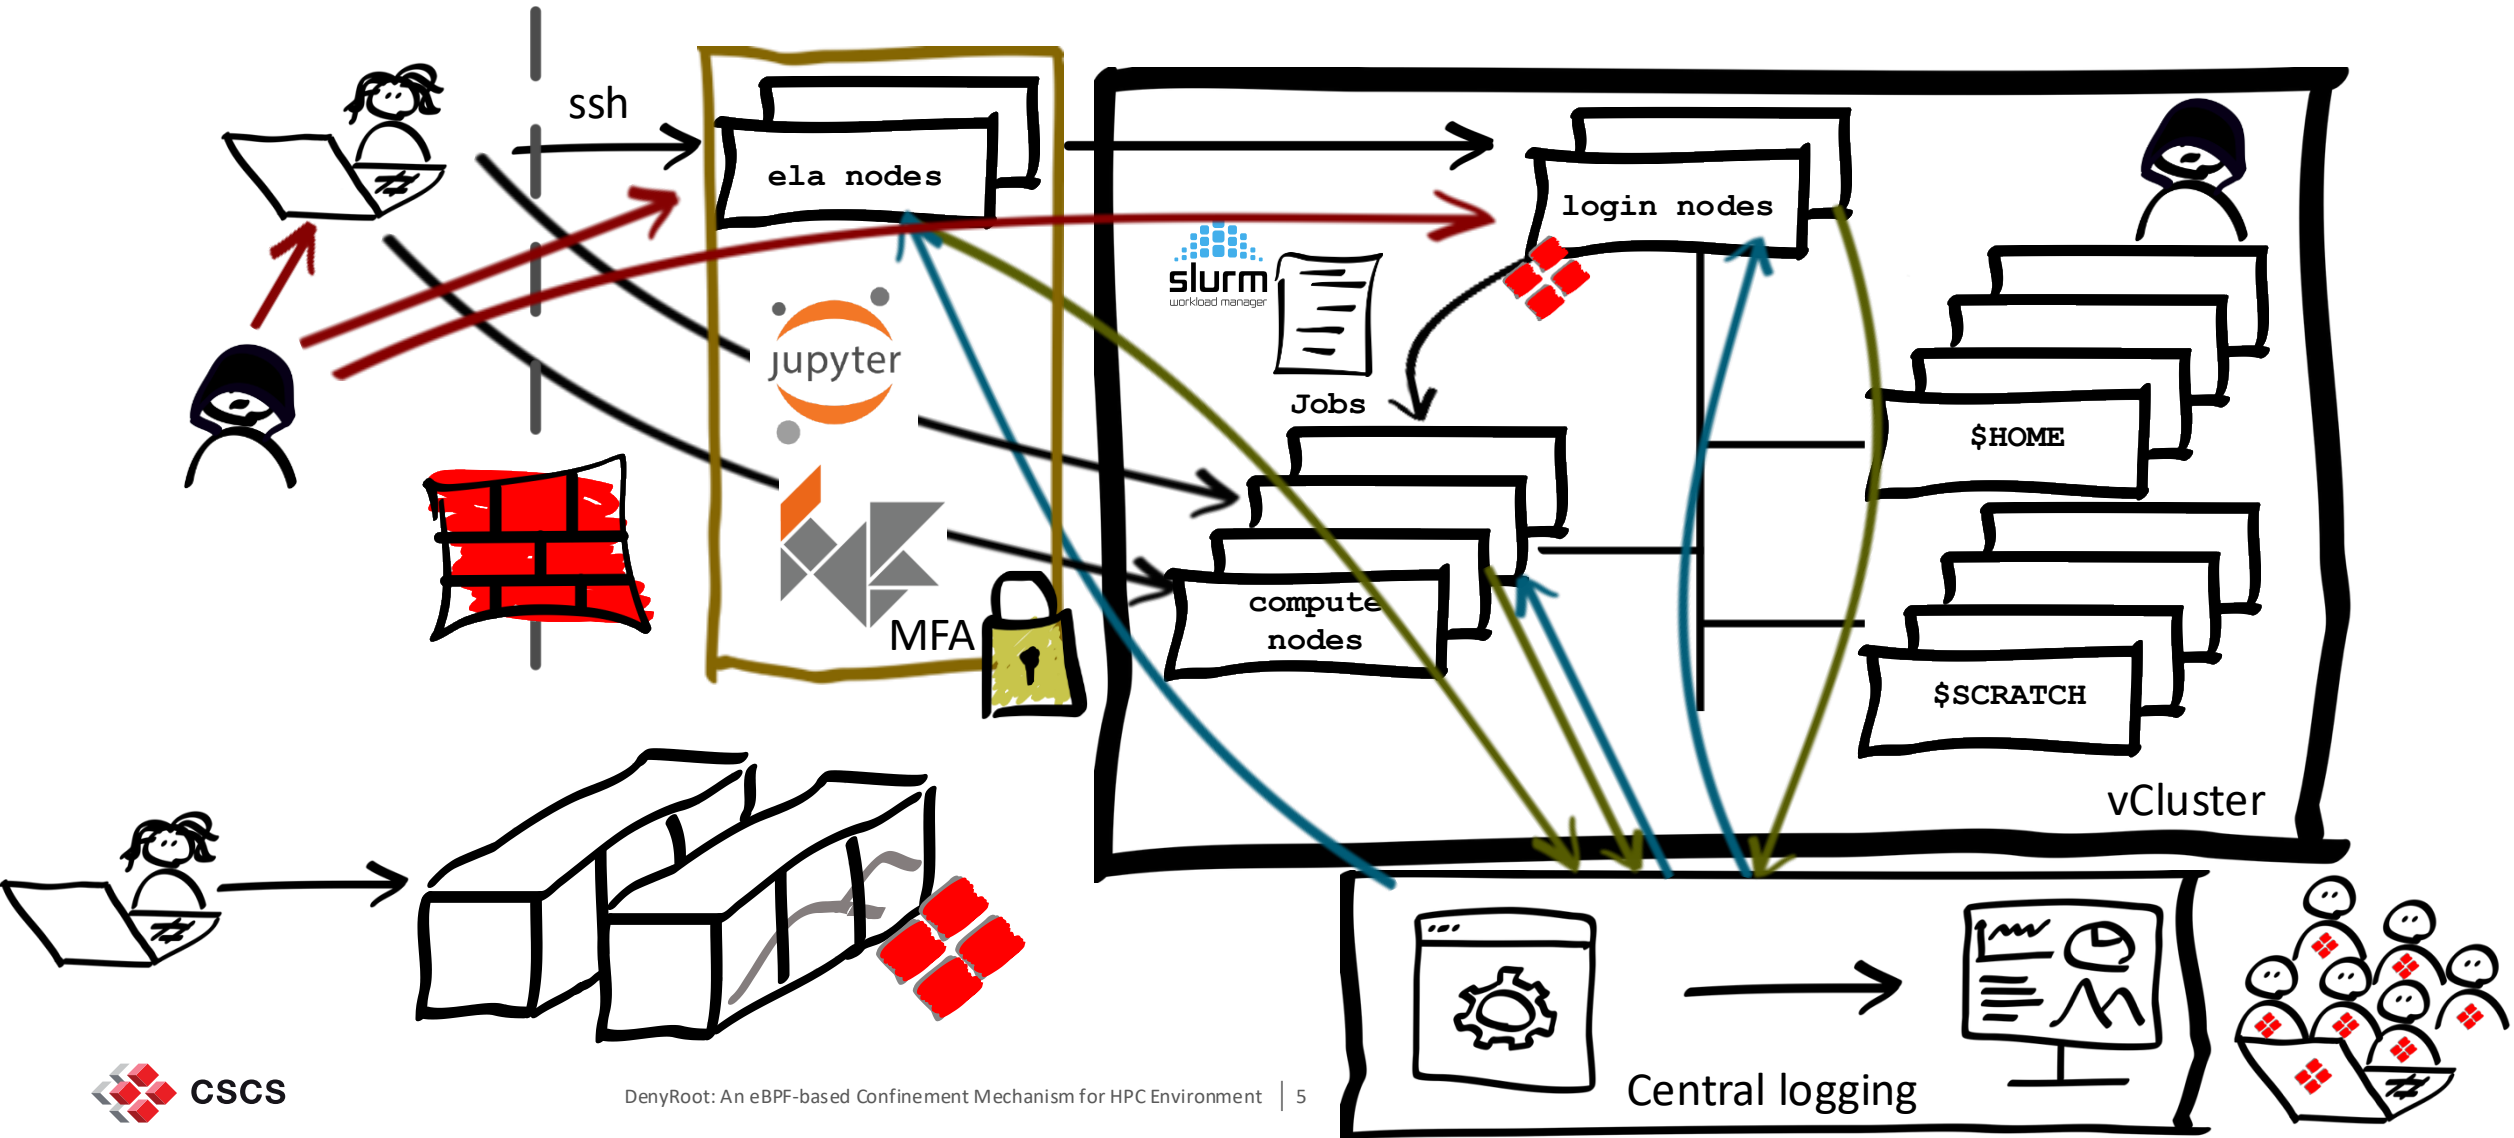 ssh
ela nodes
login nodes
slurm
workload manager
jupyter
Jobs
$HOME
compute
nodes
MFA
$SCRATCH
vCluster
Central logging
CSCS
DenyRoot: An eBPF-based Confinement Mechanism for HPC Environment | 5